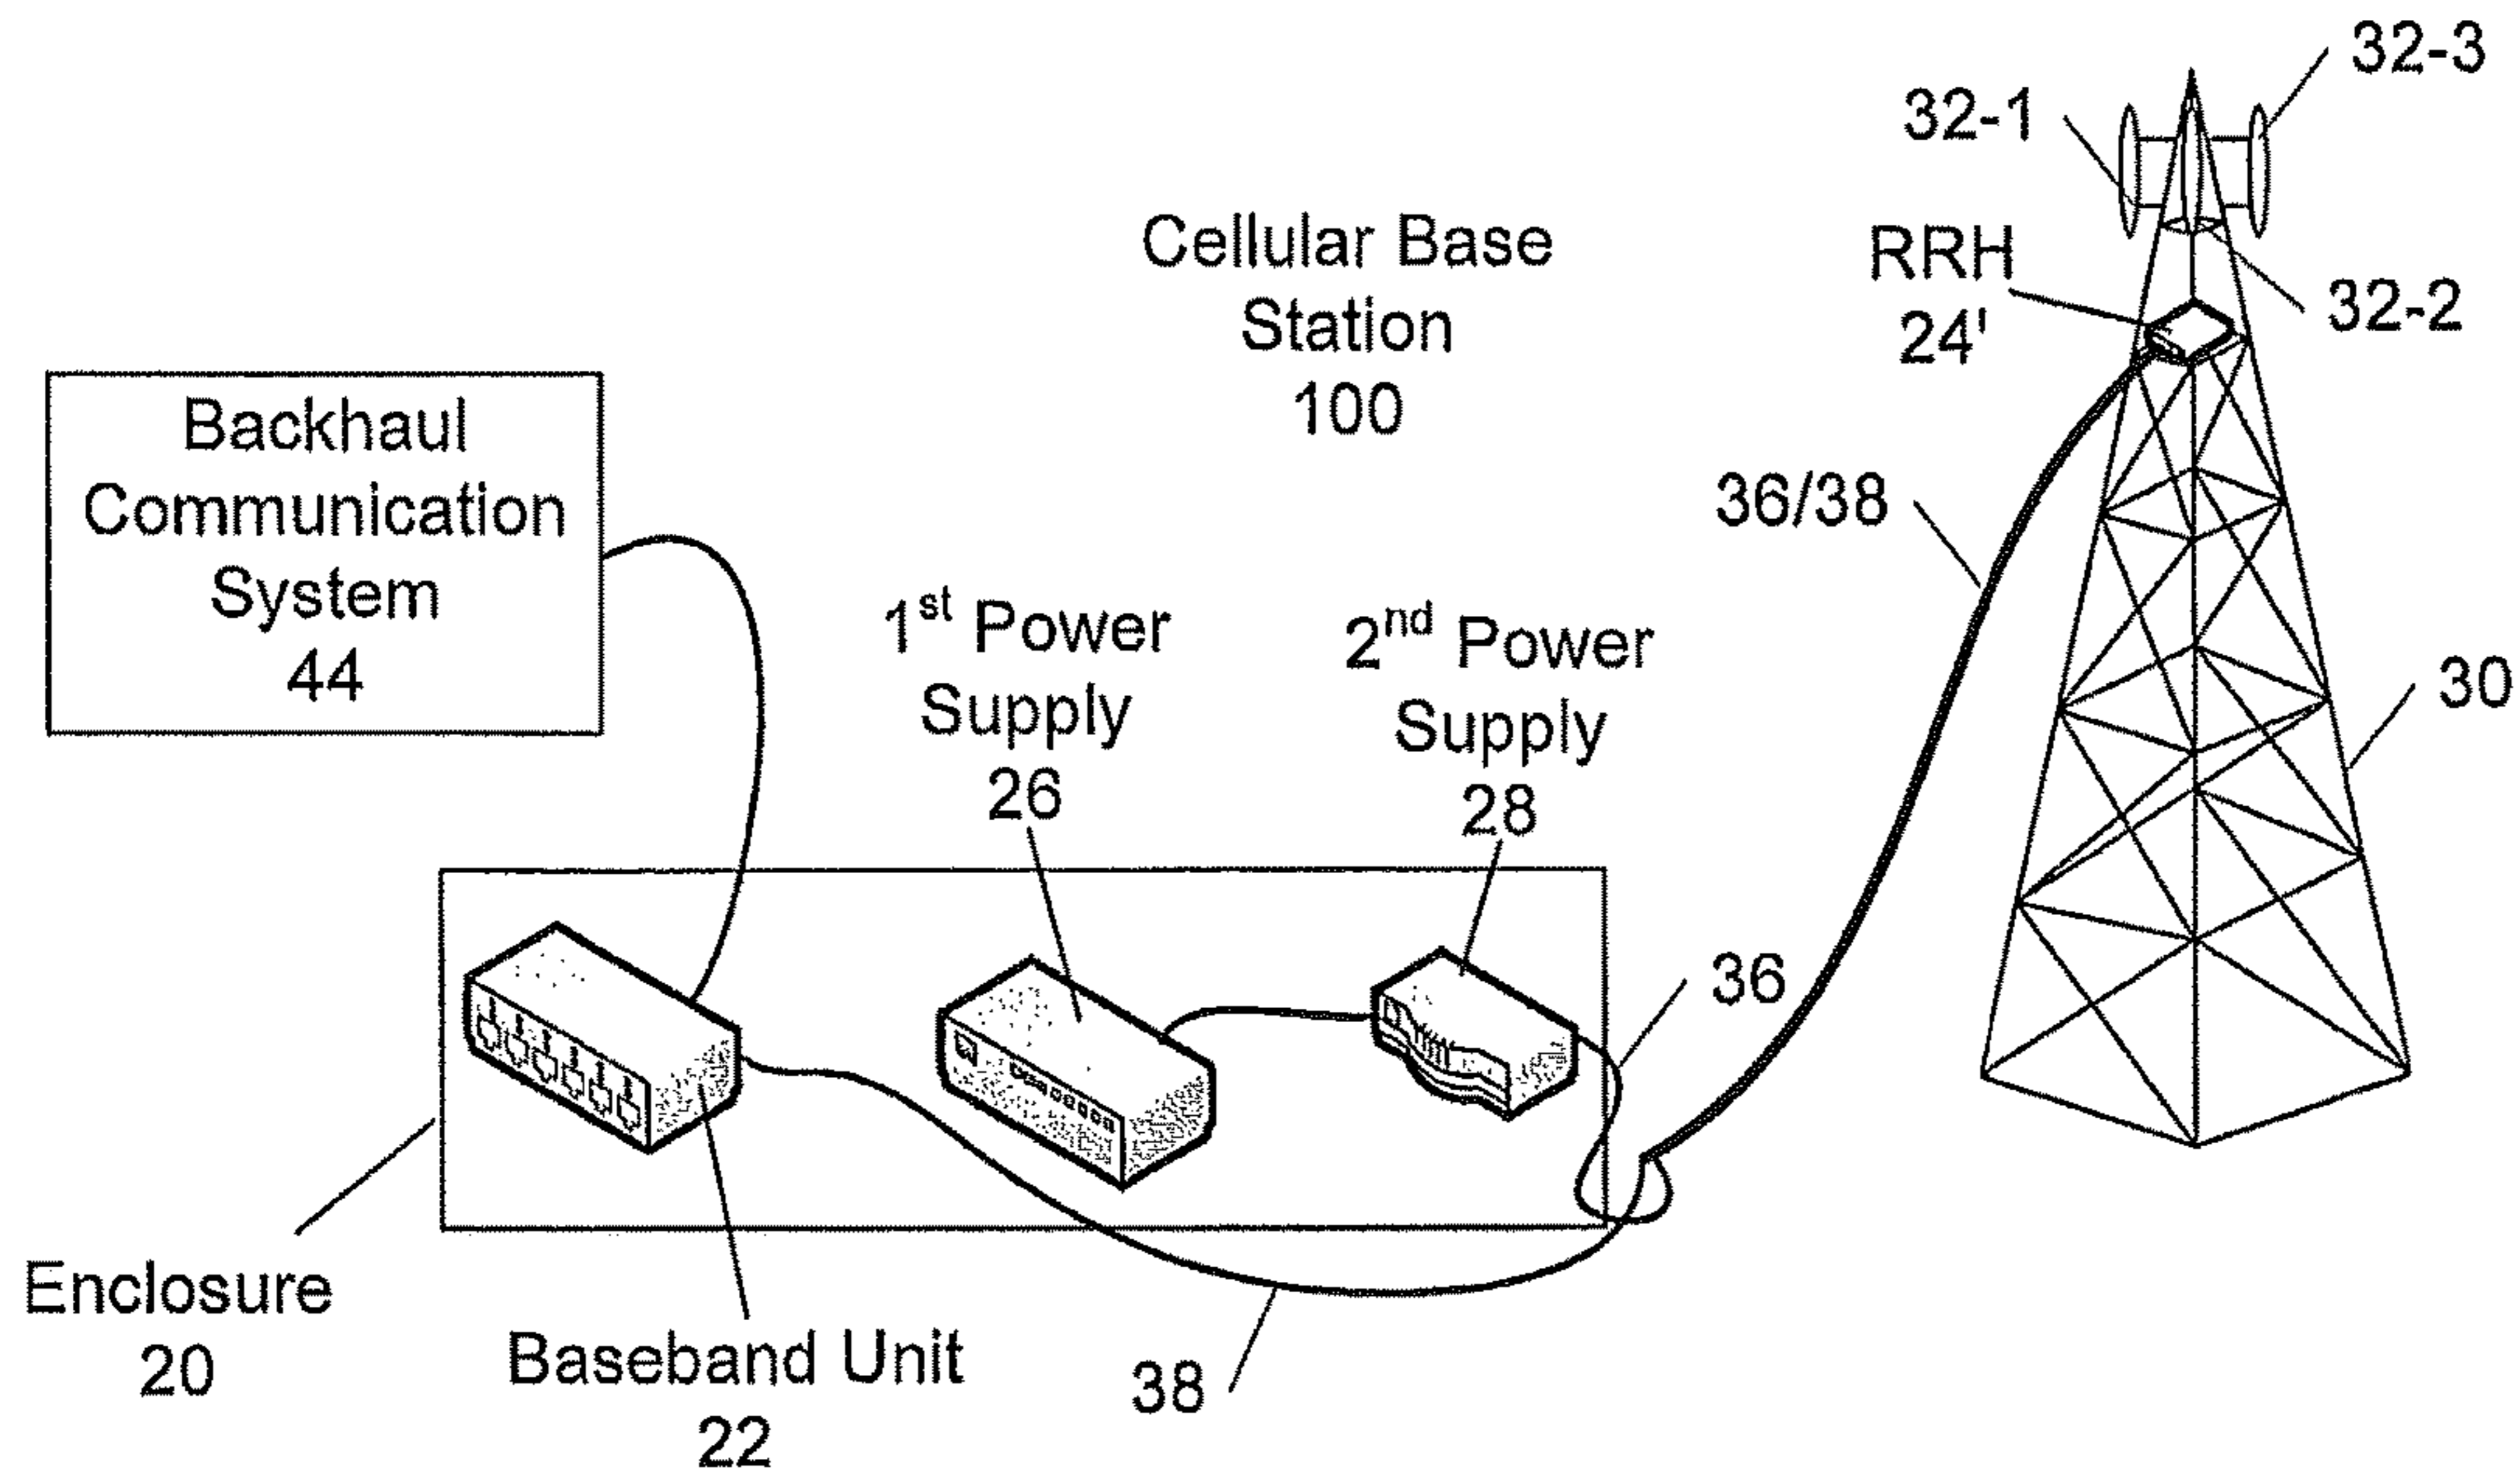 32-3
32-1
Cellular Base
Station
100
RRH
24'
32-2
Backhaul
Communication
System
44
36/38
1st Power
Supply
26
2nd Power
Supply
28
30
36
Enclosure
20
Baseband Unit
22
38